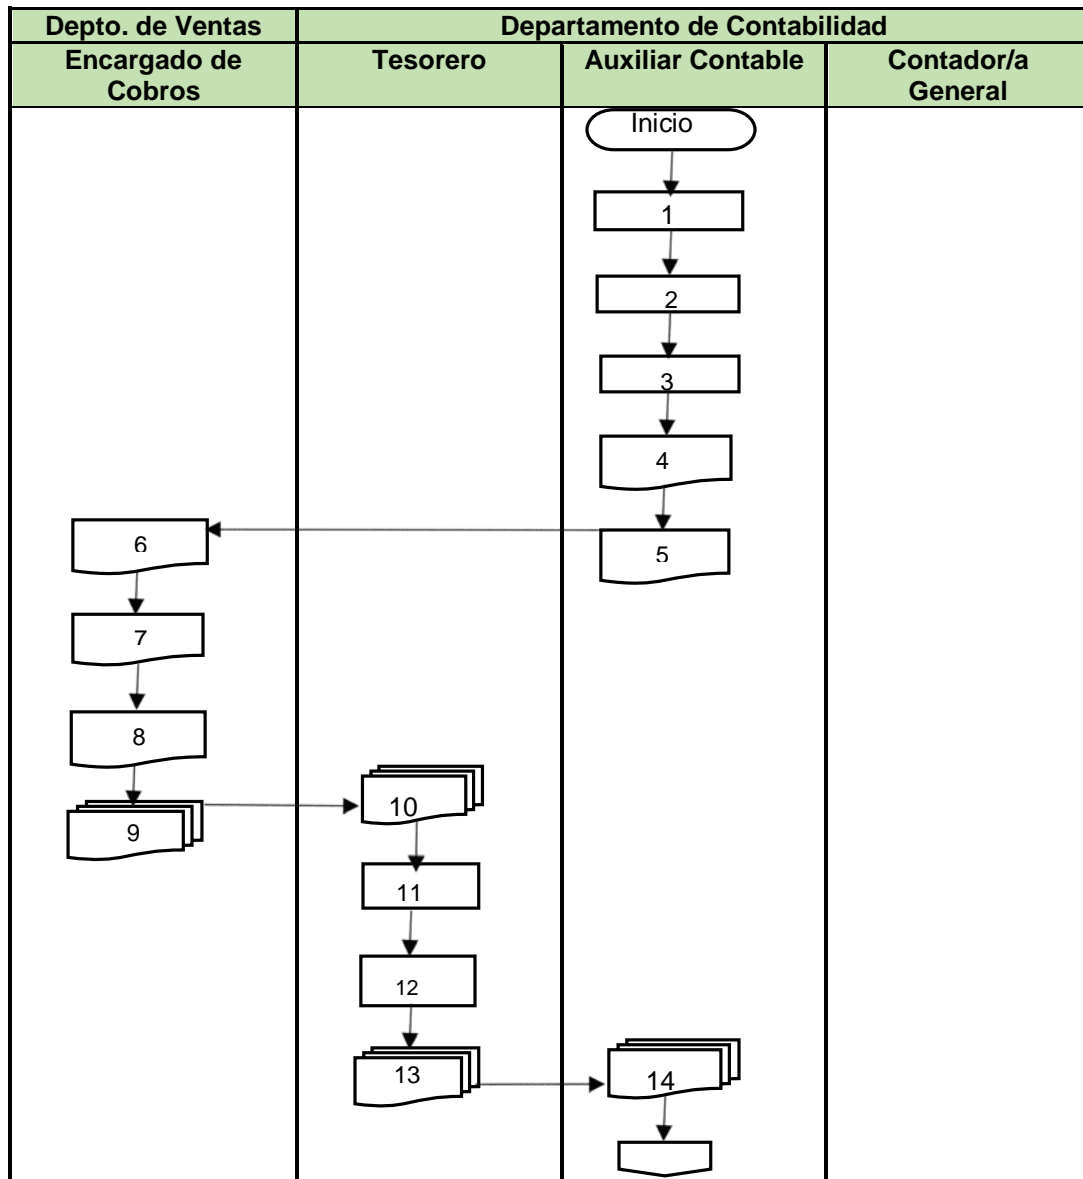 Depto. de Ventas
Departamento de Contabilidad
Encargado de
Cobros
Tesorero
Auxiliar Contable
Contador/a
General
Inicio
1
2
3
4
5
6
7
8
9
10
11
12
13
14